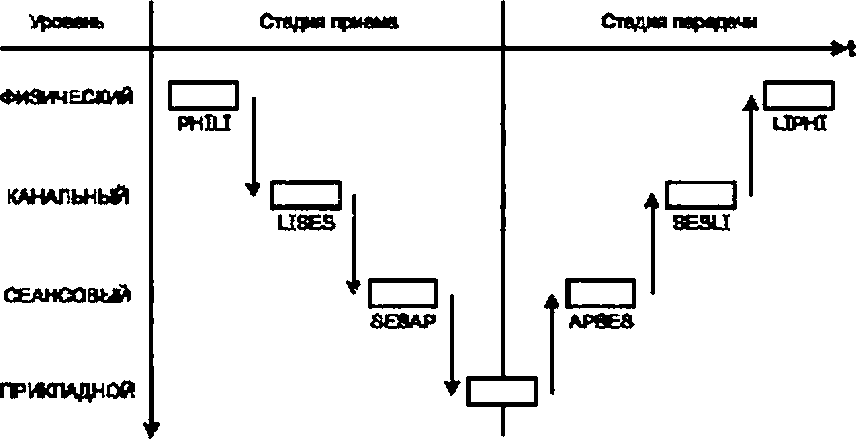 Уровень Стадия приема Стадия передачи
t
ФИЗИЧЕСКИЙ
PHILI LIPHI
КАНАЛЬНЫЙ
LISES SESLI
СЕАНСОВЫЙ
SESAP APSES
ПРИКЛАДНОЙ